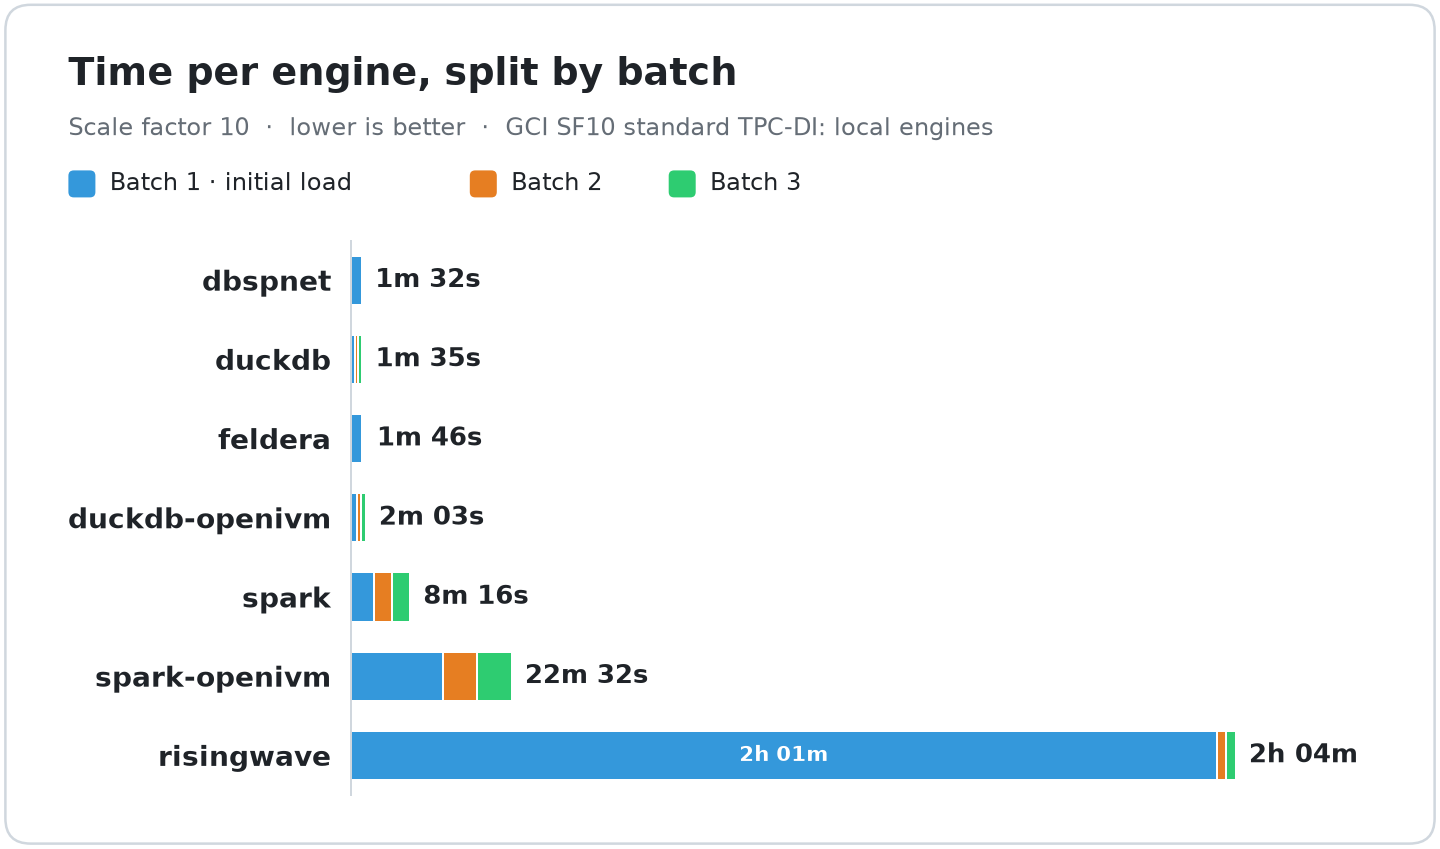 Time per engine, split by batch
Scale factor 10 · lower is better · GCI SF10 standard TPC-DI: local engines
Batch 1 · initial load Batch 2 Batch 3
dbspnet 1m 32s
duckdb 1m 35s
feldera 1m 46s
duckdb-openivm 2m 03s
spark 8m 16s
spark-openivm 22m 32s
risingwave 2h 01m 2h 04m